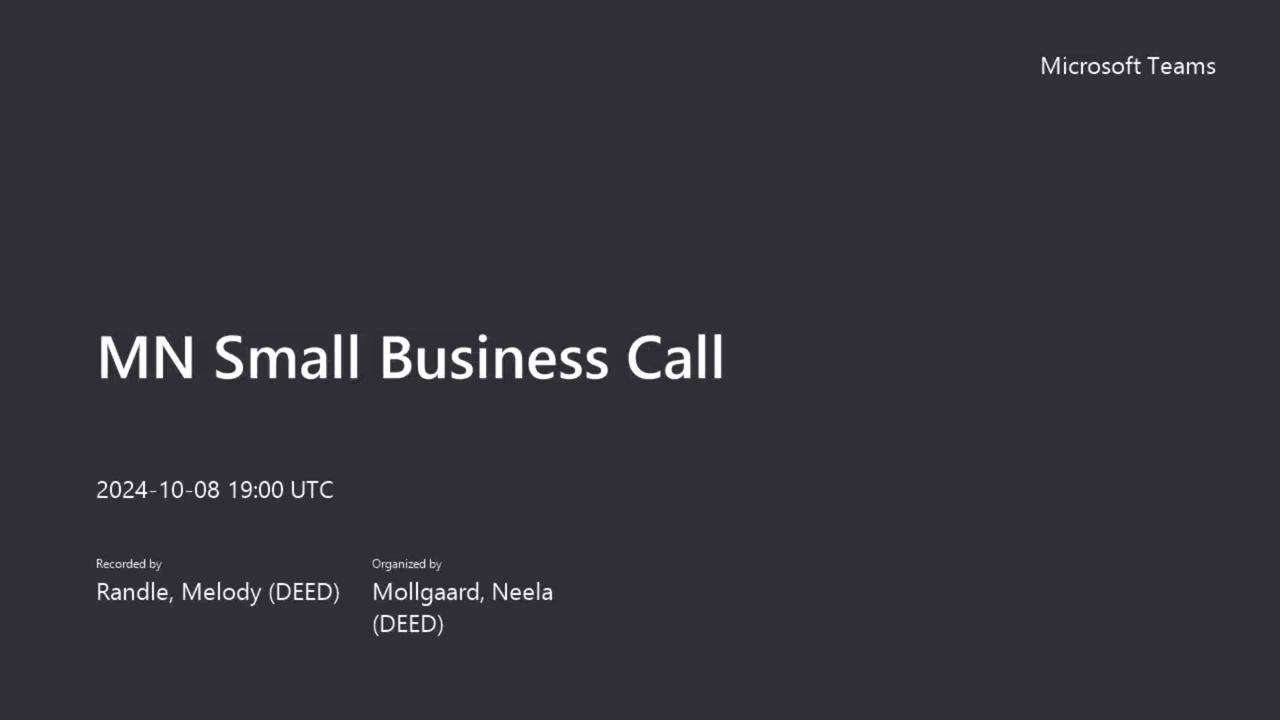 Microsoft Teams
MN Small Business Call
2024-10-08 19:00 UTC
Recorded by
Randle, Melody (DEED)
Organized by
Mollgaard, Neela
(DEED)